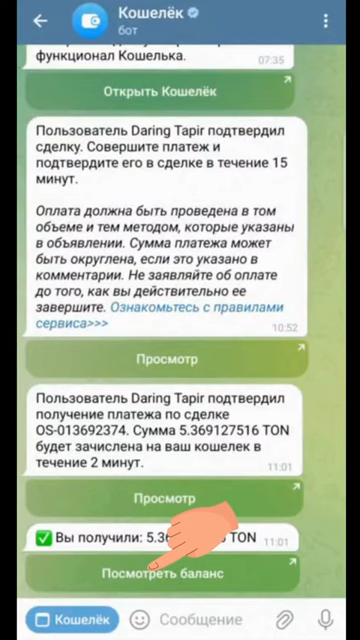 Кошелёк
бот
функционал Кошелька.
07:35
Открыть Кошелёк
Пользователь Daring Tapir подтвердил
сделку. Совершите платеж и
подтвердите его в сделке в течение 15
минут.
Оплата должна быть проведена в том
объеме и тем методом, которые указаны
в объявлении. Сумма платежа может
быть округлена, если это указано в
комментарии. Не заявляйте об оплате
до того, как вы действительно ее
завершите. Ознакомьтесь с правилами
сервиса>>>
10:52
Просмотр
Пользователь Daring Tapir подтвердил
получение платежа по сделке
OS-013692374. Сумма 5.369127516 TON
будет зачислена на ваш кошелек в
течение 2 минут.
11:01
Просмотр
Вы получили: 5.36 TON
11:01
Посмотреть баланс
Кошелёк
Сообщение